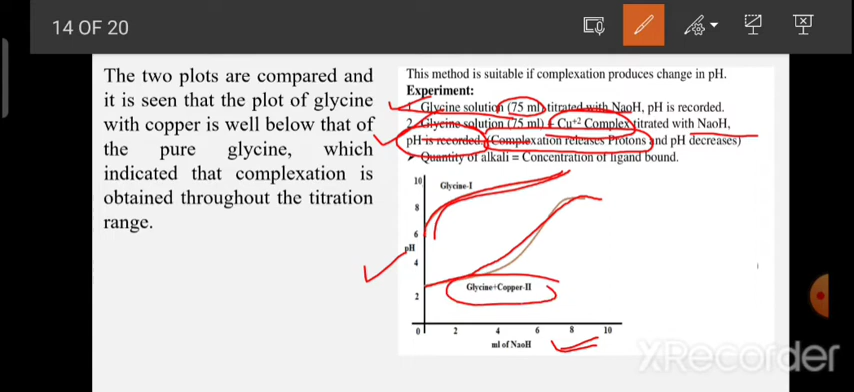 14 OF 20
The two plots are compared and
it is seen that the plot of glycine
with copper is well below that of
the pure glycine, which
indicated that complexation is
obtained throughout the titration
range.
This method is suitable if complexation produces change in pH.
Experiment:
1. Glycine solution (75 ml) titrated with NaoH, pH is recorded.
2. Glycine solution (75 ml) + Cu+2 Complex titrated with NaoH,
pH is recorded. (Complexation releases Protons and pH decreases)
➤ Quantity of alkali = Concentration of ligand bound.
10
Glycine-I
8
6
pH
4
Glycine+Copper-II
2
0 2 4 6 8 10
ml of NaoH
XRecorder